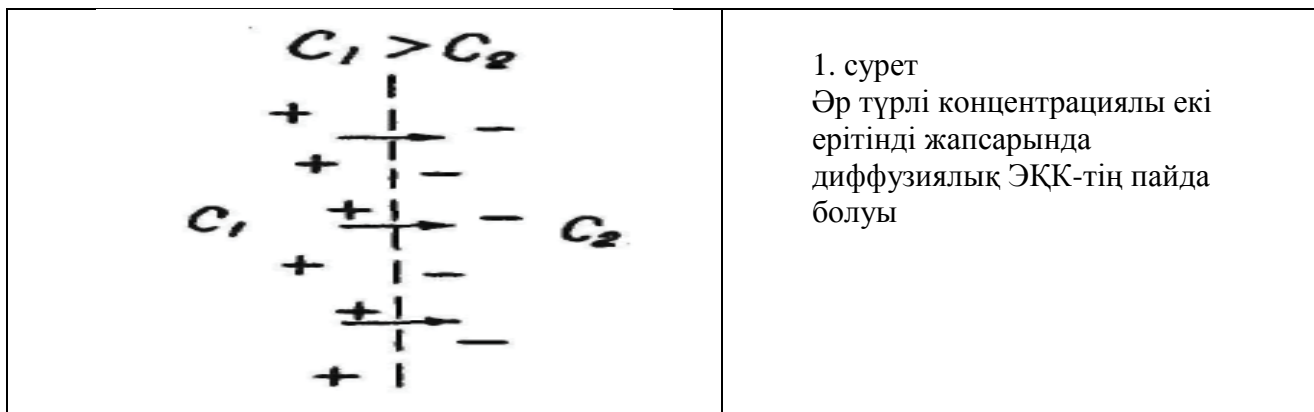 C₁ > C₂
C₁
C₂
1. сурет
Әр түрлі концентрациялы екі
ерітінді жапсарында
диффузиялық ЭҚК-тің пайда
болуы